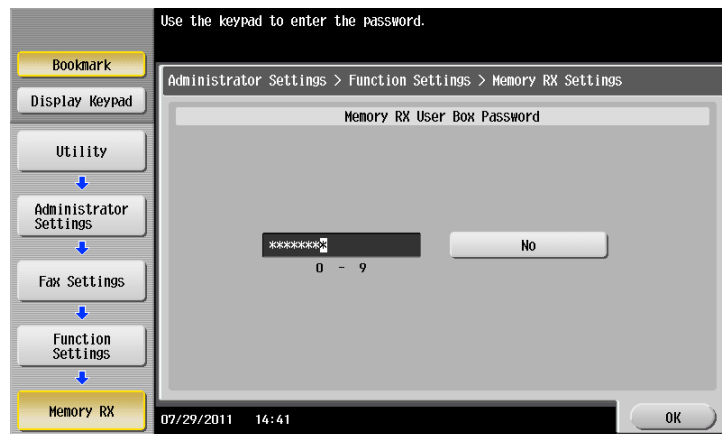 Use the keypad to enter the password.
Bookmark
Display Keypad
Utility
Administrator
Settings
Fax Settings
Function
Settings
Memory RX
Administrator Settings > Function Settings > Memory RX Settings
Memory RX User Box Password
********
No
0 - 9
07/29/2011 14:41
OK